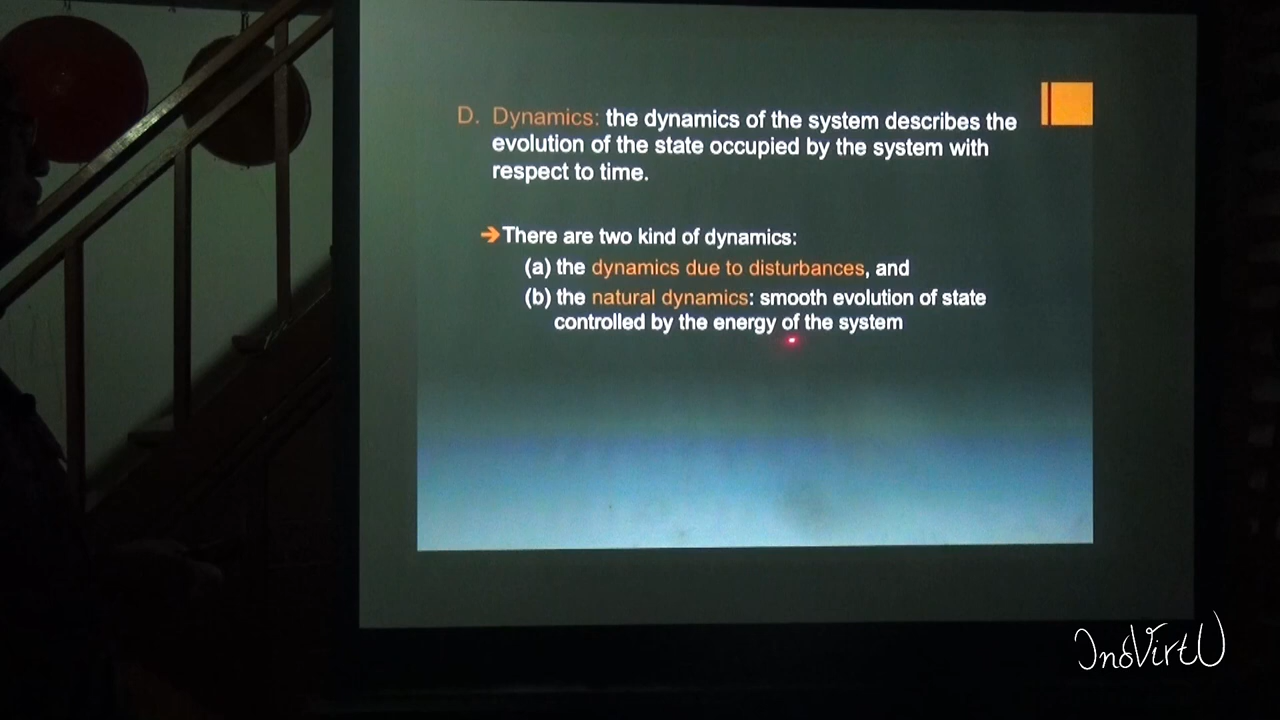 D. Dynamics: the dynamics of the system describes the
evolution of the state occupied by the system with
respect to time.
➔There are two kind of dynamics:
(a) the dynamics due to disturbances, and
(b) the natural dynamics: smooth evolution of state
controlled by the energy of the system
InoVirtU